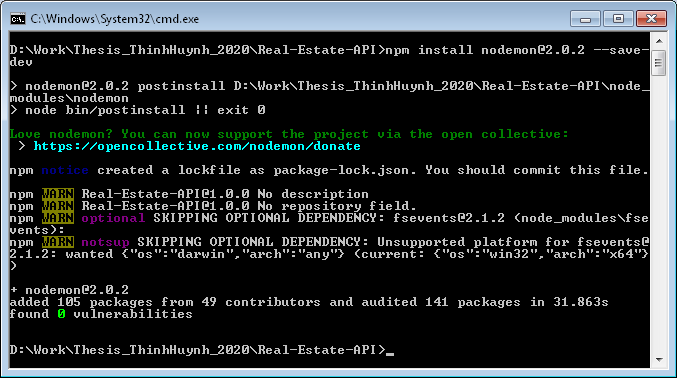 C:\Windows\System32\cmd.exe
D:\Work\Thesis_ThinhHuynh_2020\Real-Estate-API>npm install nodemon@2.0.2 --save-
dev
> nodemon@2.0.2 postinstall D:\Work\Thesis_ThinhHuynh_2020\Real-Estate-API\node_
modules\nodemon
> node bin/postinstall || exit 0
Love nodemon? You can now support the project via the open collective:
> https://opencollective.com/nodemon/donate
npm notice created a lockfile as package-lock.json. You should commit this file.
npm WARN Real-Estate-API@1.0.0 No description
npm WARN Real-Estate-API@1.0.0 No repository field.
npm WARN optional SKIPPING OPTIONAL DEPENDENCY: fsevents@2.1.2 (node_modules\fse
vents):
npm WARN notsup SKIPPING OPTIONAL DEPENDENCY: Unsupported platform for fsevents@
2.1.2: wanted {"os":"darwin","arch":"any"} (current: {"os":"win32","arch":"x64"}
)
+ nodemon@2.0.2
added 105 packages from 49 contributors and audited 141 packages in 31.863s
found 0 vulnerabilities
D:\Work\Thesis_ThinhHuynh_2020\Real-Estate-API>_